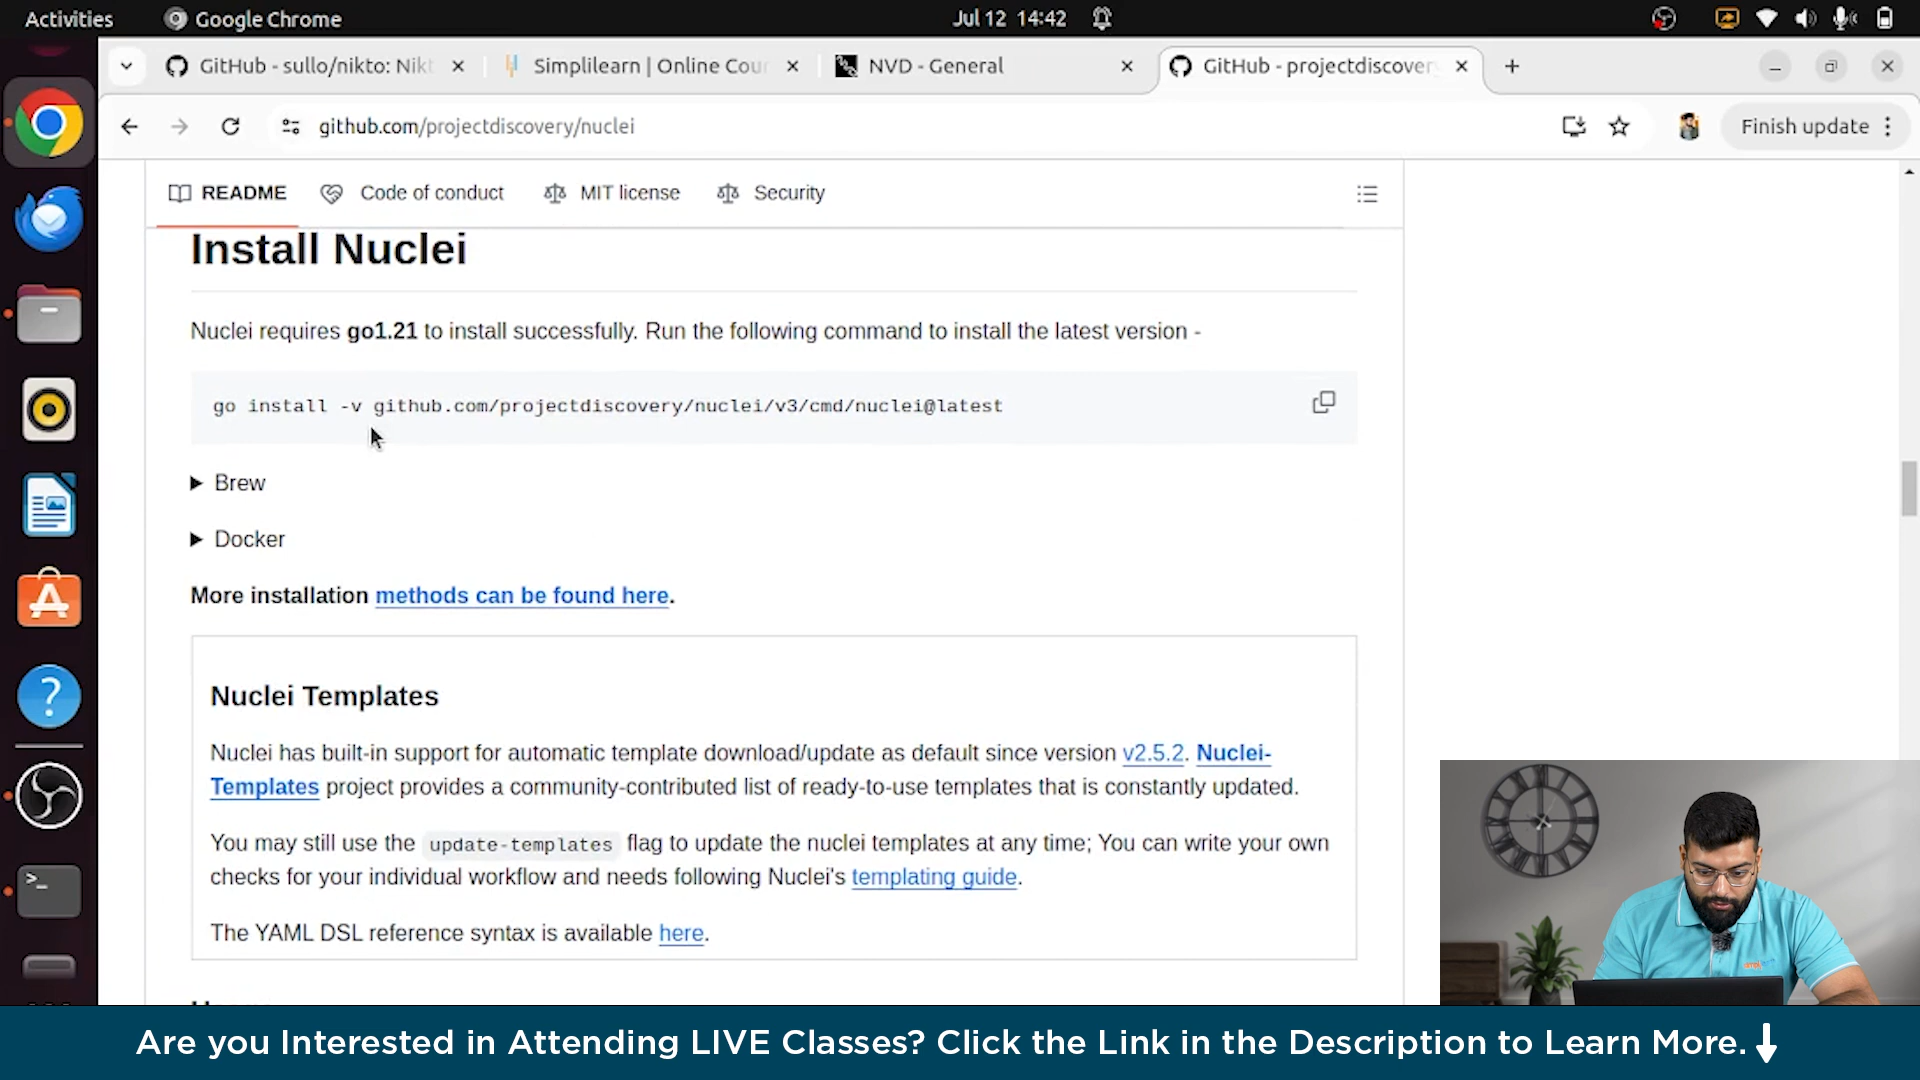 Activities
Google Chrome
Jul 12 14:42
GitHub - sullo/nikto: Nikt
Simplilearn | Online Cour
NVD - General
GitHub - projectdiscover
github.com/projectdiscovery/nuclei
Finish update
README
Code of conduct
MIT license
Security
Install Nuclei
Nuclei requires go1.21 to install successfully. Run the following command to install the latest version -
go install -v github.com/projectdiscovery/nuclei/v3/cmd/nuclei@latest
Brew
Docker
More installation methods can be found here.
Nuclei Templates
Nuclei has built-in support for automatic template download/update as default since version v2.5.2. Nuclei-
Templates project provides a community-contributed list of ready-to-use templates that is constantly updated.
You may still use the update-templates flag to update the nuclei templates at any time; You can write your own
checks for your individual workflow and needs following Nuclei's templating guide.
The YAML DSL reference syntax is available here.
Are you Interested in Attending LIVE Classes? Click the Link in the Description to Learn More.